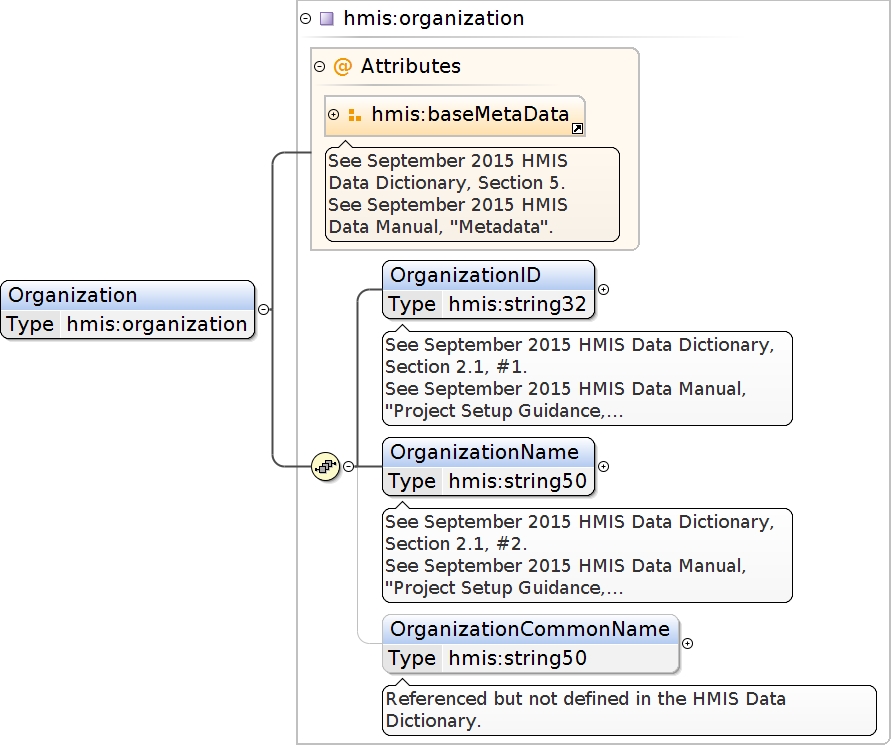 hmis:organization
@ Attributes
hmis:baseMetaData
See September 2015 HMIS
Data Dictionary, Section 5.
See September 2015 HMIS
Data Manual, "Metadata".
Organization
Type hmis:organization
OrganizationID
Type hmis:string32
See September 2015 HMIS Data Dictionary,
Section 2.1, #1.
See September 2015 HMIS Data Manual,
"Project Setup Guidance,...
OrganizationName
Type hmis:string50
See September 2015 HMIS Data Dictionary,
Section 2.1, #2.
See September 2015 HMIS Data Manual,
"Project Setup Guidance,...
OrganizationCommonName
Type hmis:string50
Referenced but not defined in the HMIS Data
Dictionary.